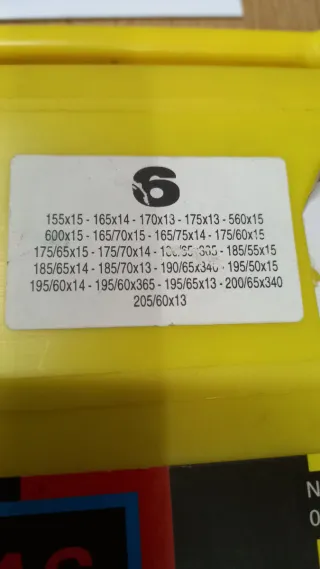 6
155x15 - 165x14 - 170x13 - 175x13 - 560x15
600x15 - 165/70x15 - 165/75x14 - 175/60x15
175/65x15 - 175/70x14 - - 185/55x15
185/65x14 - 185/70x13 - 190/65x340 - 195/50x15
195/60x14 - 195/60x365 - 195/65x13 - 200/65x340
205/60x13
N
0